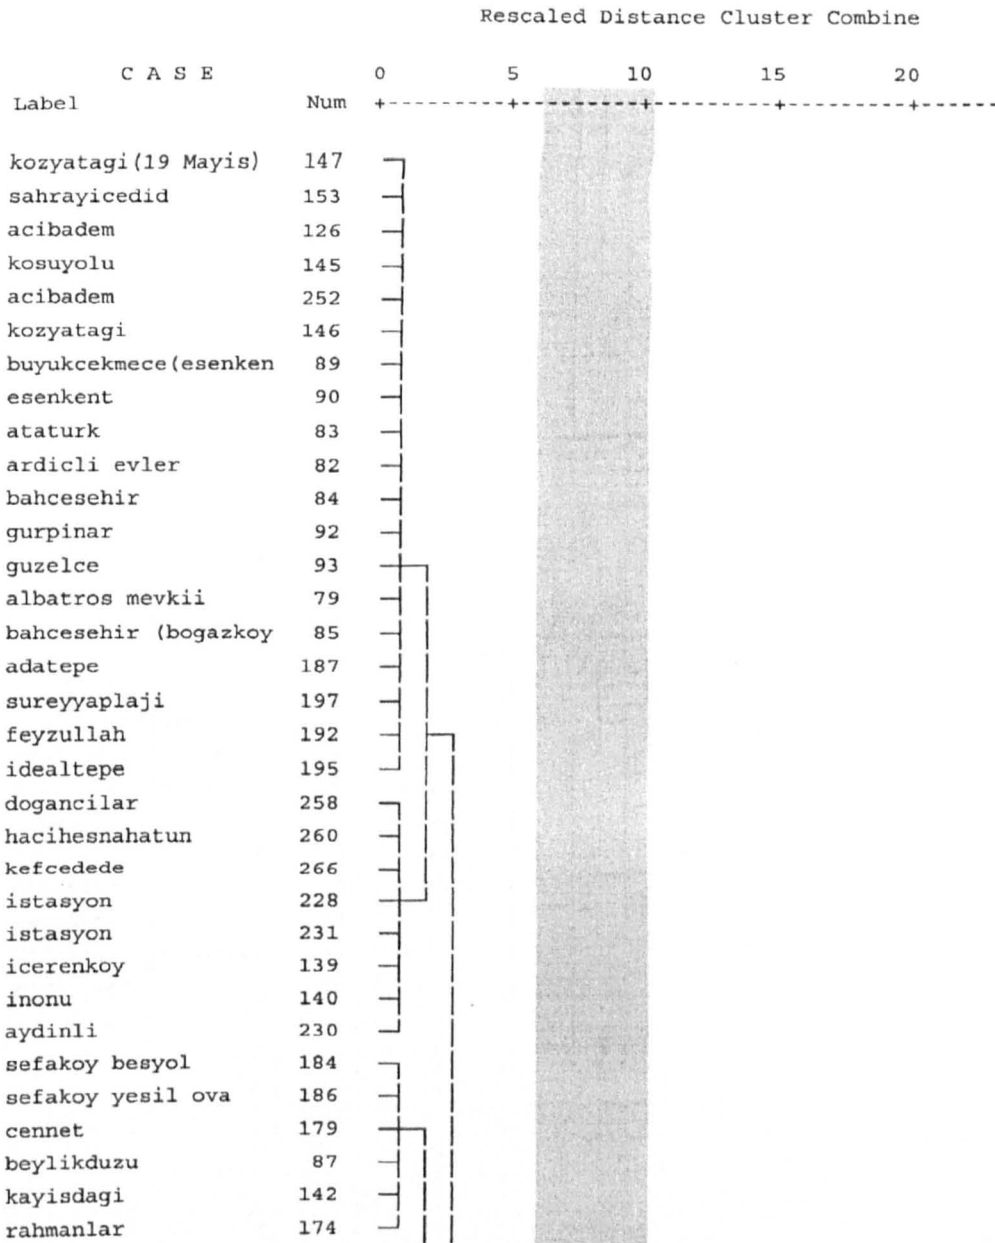 Rescaled Distance Cluster Combine
C A S E 0 5 10 15 20
Label Num +---------+---------+---------+---------+-----
kozyatagi(19 Mayis) 147
sahrayicedid 153
acibadem 126
kosuyolu 145
acibadem 252
kozyatagi 146
buyukcekmece(esenken 89
esenkent 90
ataturk 83
ardicli evler 82
bahcesehir 84
gurpinar 92
guzelce 93
albatros mevkii 79
bahcesehir (bogazkoy 85
adatepe 187
sureyyaplaji 197
feyzullah 192
idealtepe 195
dogancilar 258
hacihesnahatun 260
kefcedede 266
istasyon 228
istasyon 231
icerenkoy 139
inonu 140
aydinli 230
sefakoy besyol 184
sefakoy yesil ova 186
cennet 179
beylikduzu 87
kayisdagi 142
rahmanlar 174